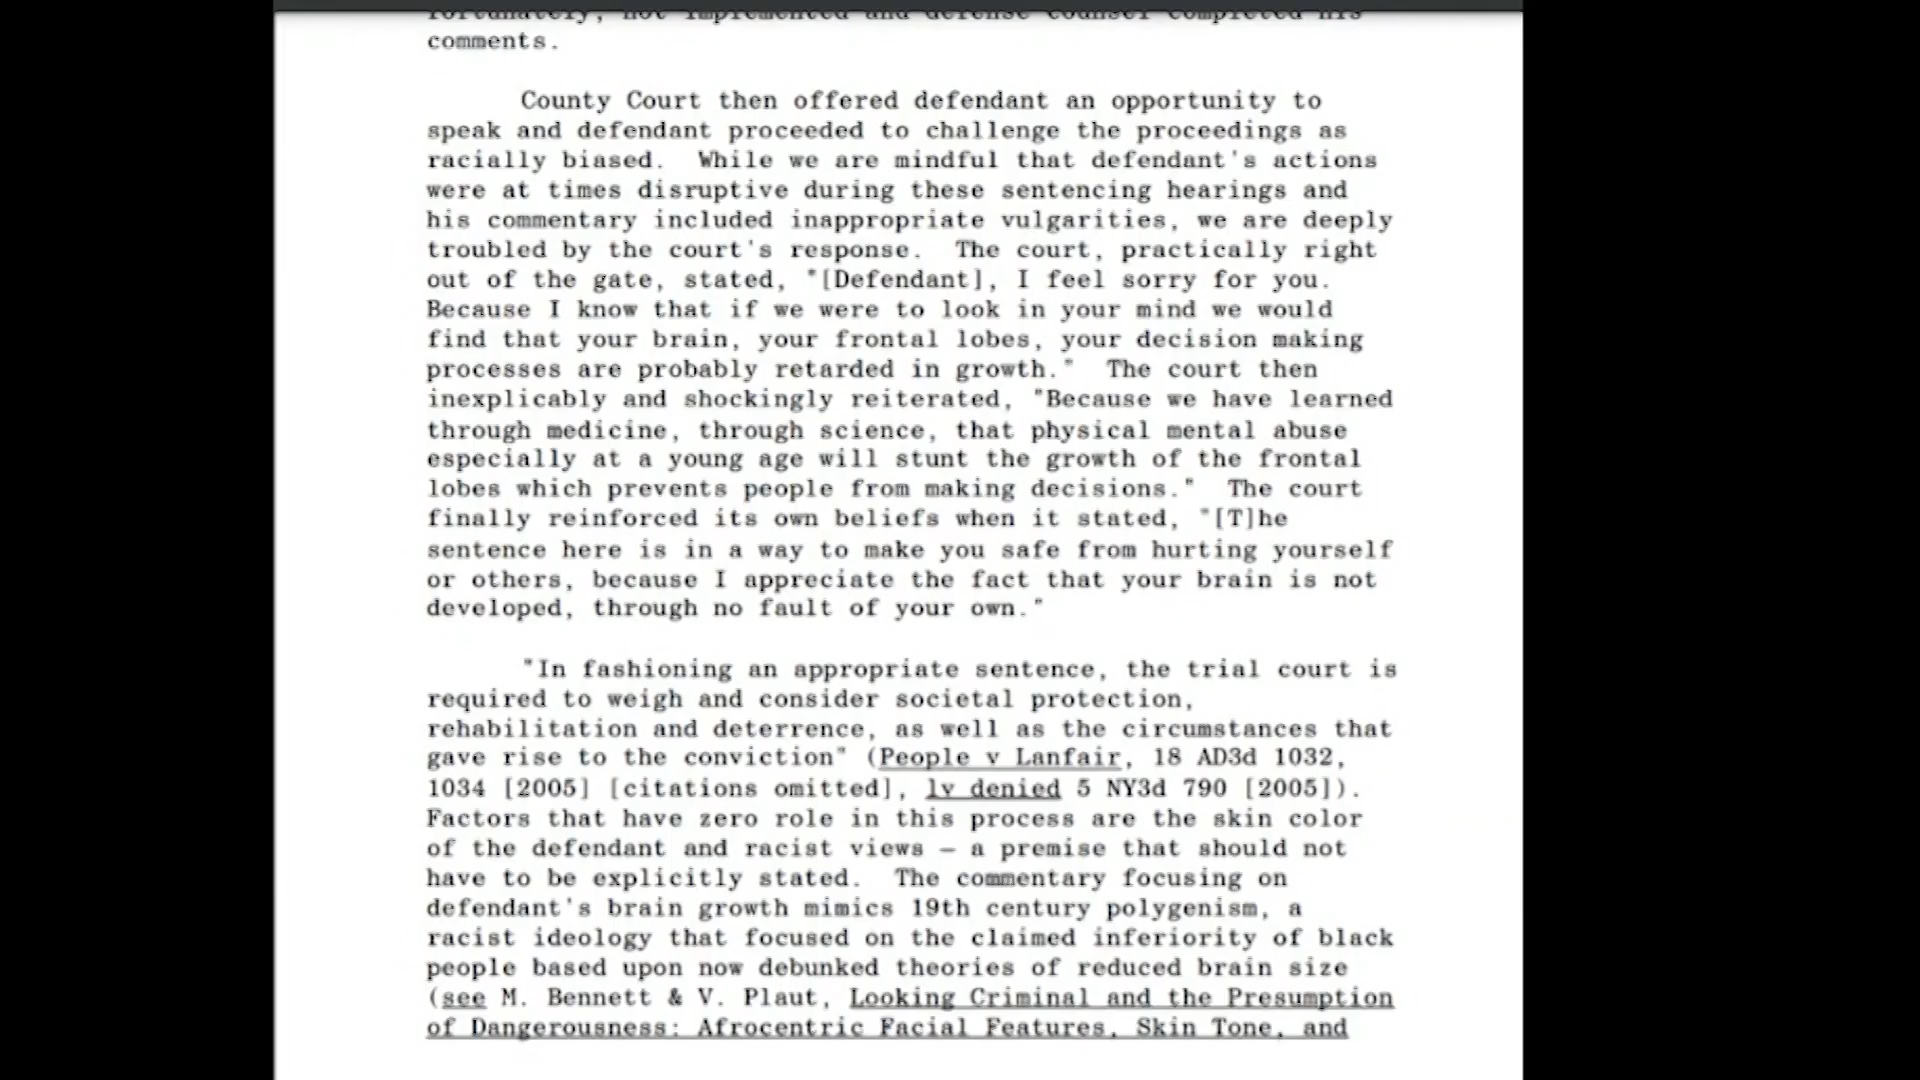 fortunately, not implemented and defense counsel completed his
comments.
County Court then offered defendant an opportunity to
speak and defendant proceeded to challenge the proceedings as
racially biased.  While we are mindful that defendant's actions
were at times disruptive during these sentencing hearings and
his commentary included inappropriate vulgarities, we are deeply
troubled by the court's response.  The court, practically right
out of the gate, stated, "[Defendant], I feel sorry for you.
Because I know that if we were to look in your mind we would
find that your brain, your frontal lobes, your decision making
processes are probably retarded in growth."  The court then
inexplicably and shockingly reiterated, "Because we have learned
through medicine, through science, that physical mental abuse
especially at a young age will stunt the growth of the frontal
lobes which prevents people from making decisions."  The court
finally reinforced its own beliefs when it stated, "[T]he
sentence here is in a way to make you safe from hurting yourself
or others, because I appreciate the fact that your brain is not
developed, through no fault of your own."
"In fashioning an appropriate sentence, the trial court is
required to weigh and consider societal protection,
rehabilitation and deterrence, as well as the circumstances that
gave rise to the conviction" (People v Lanfair, 18 AD3d 1032,
1034 [2005] [citations omitted], lv denied 5 NY3d 790 [2005]).
Factors that have zero role in this process are the skin color
of the defendant and racist views – a premise that should not
have to be explicitly stated.  The commentary focusing on
defendant's brain growth mimics 19th century polygenism, a
racist ideology that focused on the claimed inferiority of black
people based upon now debunked theories of reduced brain size
(see M. Bennett & V. Plaut, Looking Criminal and the Presumption
of Dangerousness: Afrocentric Facial Features, Skin Tone, and